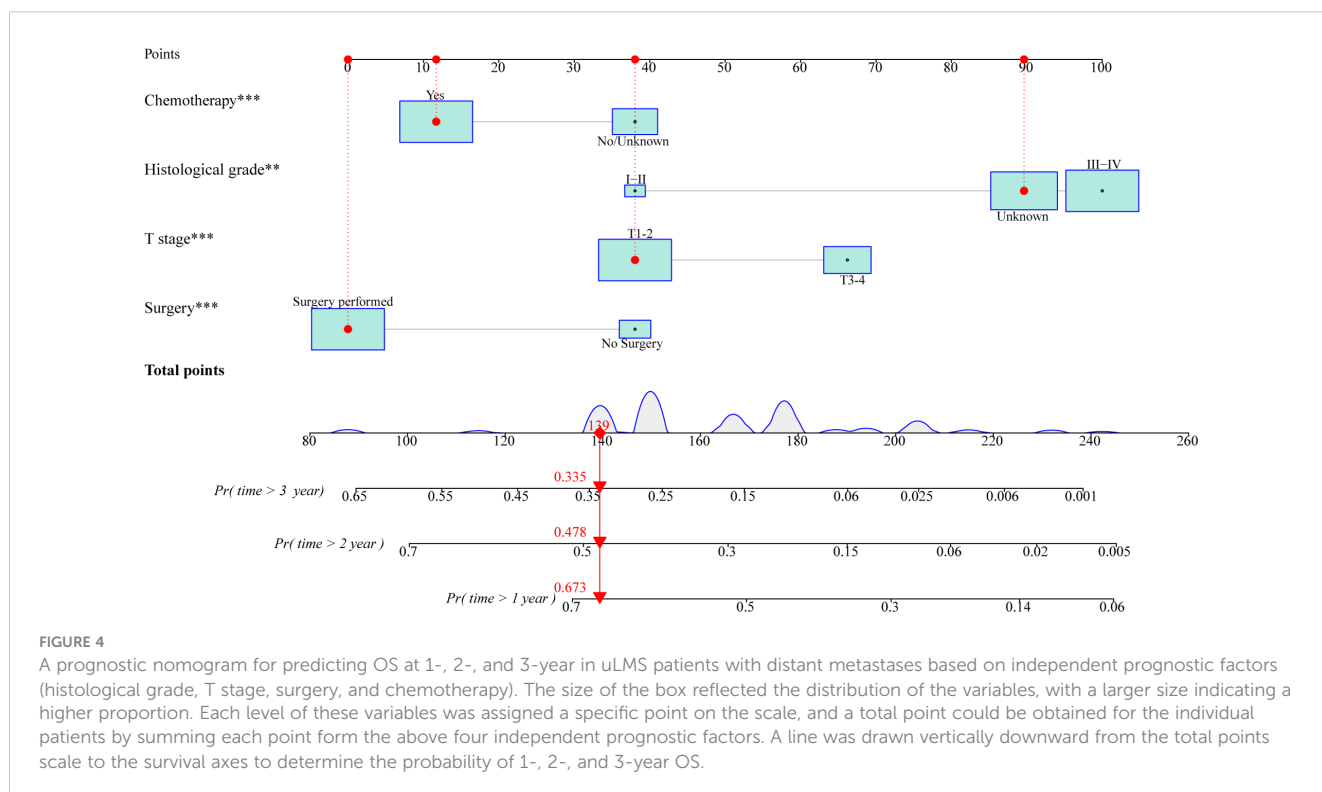 Points
0 10 20 30 40 50 60 70 80 90 100
Yes
Chemotherapy***
No/Unknown
III−IV
Histological grade**
I−II
Unknown
T1-2
T stage***
T3-4
Surgery performed
Surgery***
No Surgery
Total points
139
80 100 120 140 160 180 200 220 240 260
0.335
Pr( time > 3 year)
0.65 0.55 0.45 0.35 0.25 0.15 0.06 0.025 0.006 0.001
0.478
Pr( time > 2 year )
0.7 0.5 0.3 0.15 0.06 0.02 0.005
0.673
Pr( time > 1 year )
0.7 0.5 0.3 0.14 0.06
FIGURE 4
A prognostic nomogram for predicting OS at 1-, 2-, and 3-year in uLMS patients with distant metastases based on independent prognostic factors
(histological grade, T stage, surgery, and chemotherapy). The size of the box reflected the distribution of the variables, with a larger size indicating a
higher proportion. Each level of these variables was assigned a specific point on the scale, and a total point could be obtained for the individual
patients by summing each point form the above four independent prognostic factors. A line was drawn vertically downward from the total points
scale to the survival axes to determine the probability of 1-, 2-, and 3-year OS.